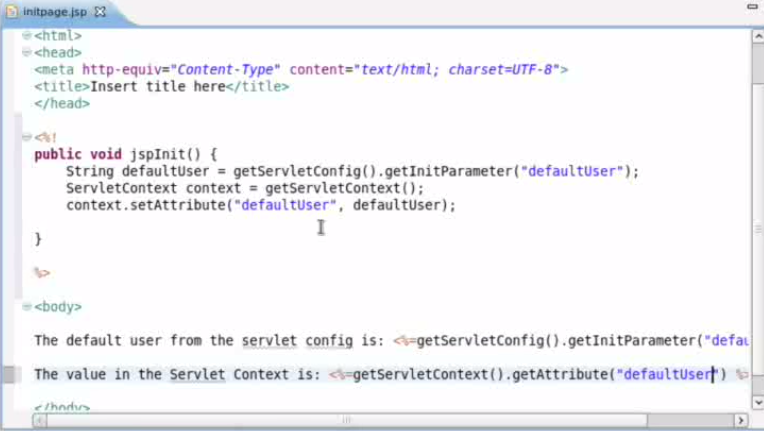 initpage.jsp
<html>
<head>
<meta http-equiv="Content-Type" content="text/html; charset=UTF-8">
<title>Insert title here</title>
</head>
<%!
public void jspInit() {
    String defaultUser = getServletConfig().getInitParameter("defaultUser");
    ServletContext context = getServletContext();
    context.setAttribute("defaultUser", defaultUser);
}
%>
<body>
The default user from the servlet config is: <%=getServletConfig().getInitParameter("defau
The value in the Servlet Context is: <%=getServletContext().getAttribute("defaultUser") %>
</body>